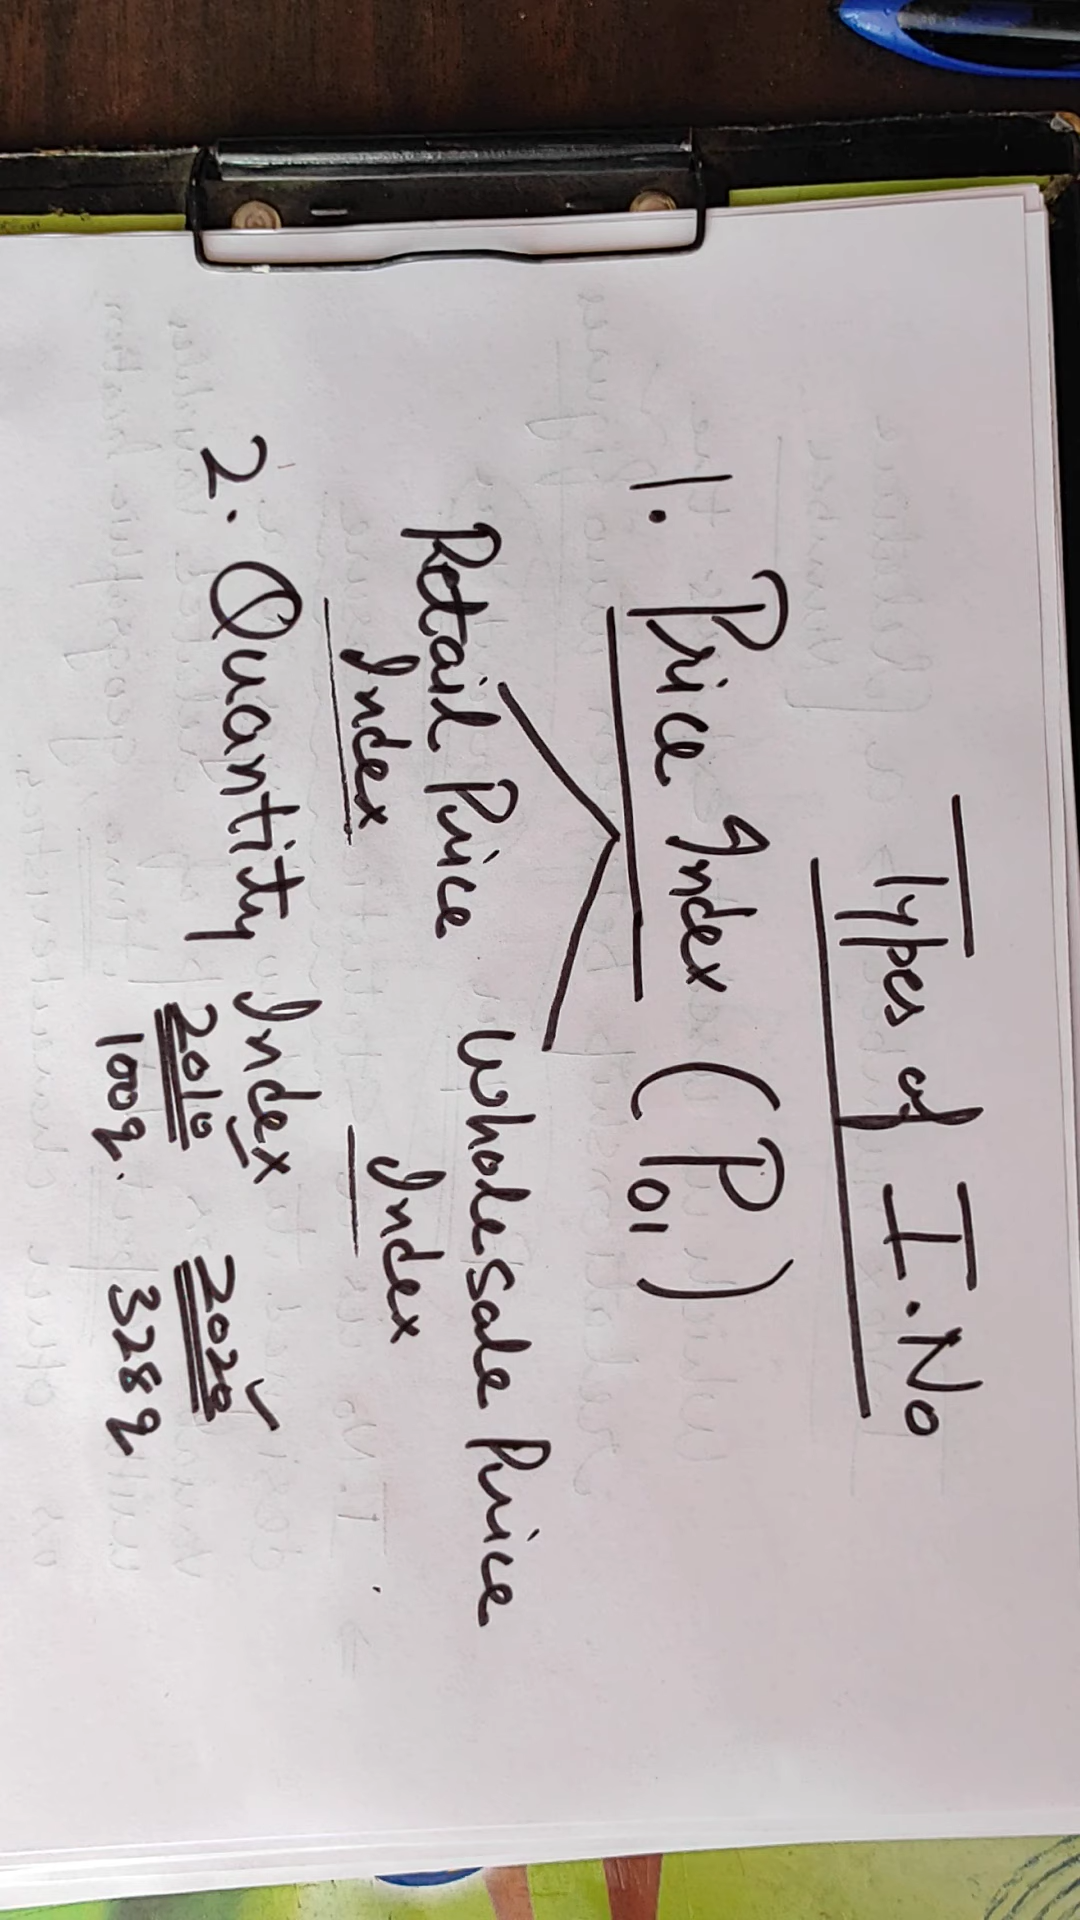 Types of I.No
1. Price Index (P01)
Retail Price Wholesale Price
Index Index
2. Quantity Index
2010 2020
100q. 328q